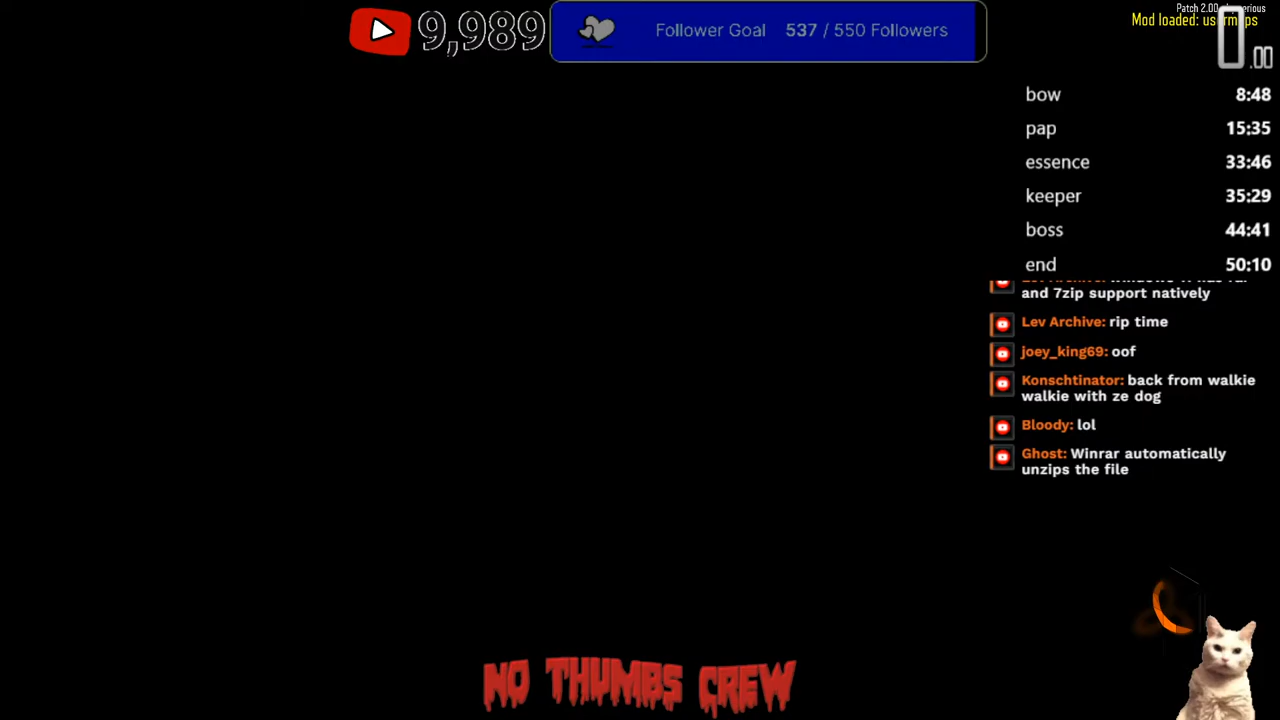 9,989
Follower Goal 537 / 550 Followers
Patch 2.00
Mod loaded:
0.00
bow 8:48
pap 15:35
essence 33:46
keeper 35:29
boss 44:41
end 50:10
and 7zip support natively
Lev Archive: rip time
joey_king69: oof
Konschtinator: back from walkie
walkie with ze dog
Bloody: lol
Ghost: Winrar automatically
unzips the file
NO THUMBS CREW